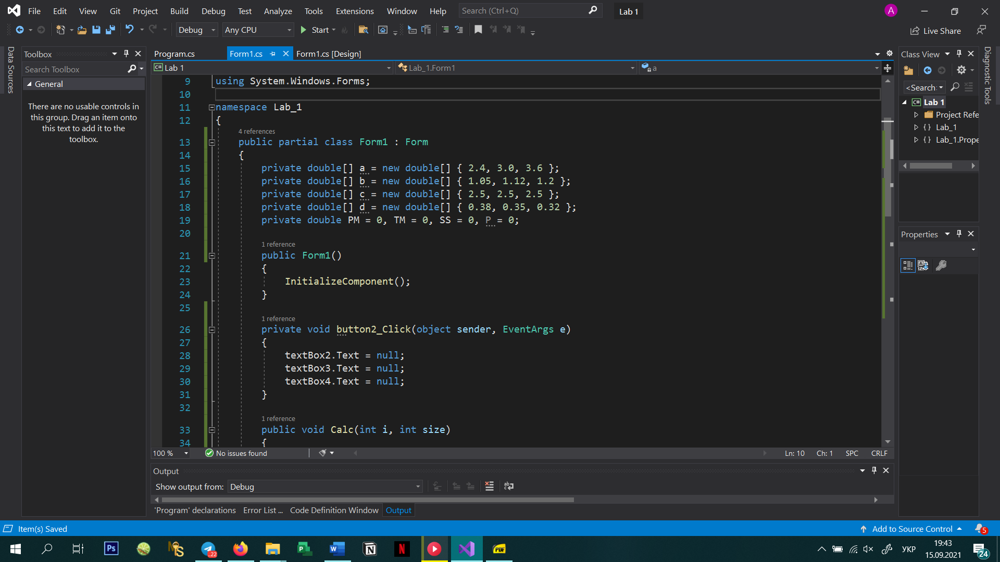 File Edit View Git Project Build Debug Test Analyze Tools Extensions Window Help Search (Ctrl+Q) Lab 1 A
Debug Any CPU Start Live Share
Data Sources
Toolbox
Search Toolbox
General
There are no usable controls in
this group. Drag an item onto
this text to add it to the
toolbox.
Program.cs Form1.cs Form1.cs [Design]
C# Lab 1 Lab_1.Form1 a
9 using System.Windows.Forms;
10
11 namespace Lab_1
12 {
4 references
13 public partial class Form1 : Form
14 {
15 private double[] a = new double[] { 2.4, 3.0, 3.6 };
16 private double[] b = new double[] { 1.05, 1.12, 1.2 };
17 private double[] c = new double[] { 2.5, 2.5, 2.5 };
18 private double[] d = new double[] { 0.38, 0.35, 0.32 };
19 private double PM = 0, TM = 0, SS = 0, P = 0;
20
1 reference
21 public Form1()
22 {
23 InitializeComponent();
24 }
25
1 reference
26 private void button2_Click(object sender, EventArgs e)
27 {
28 textBox2.Text = null;
29 textBox3.Text = null;
30 textBox4.Text = null;
31 }
32
1 reference
33 public void Calc(int i, int size)
34 {
100 % No issues found Ln: 10 Ch: 1 SPC CRLF
Output
Show output from: Debug
'Program' declarations Error List ... Code Definition Window Output
Class View
<Search>
C# Lab 1
Project Refe
{} Lab_1
{} Lab_1.Prope
Properties
Diagnostic Tools
Item(s) Saved Add to Source Control 5
Ps MS ..22 P W N N PDF УКР 19:43
15.09.2021 24